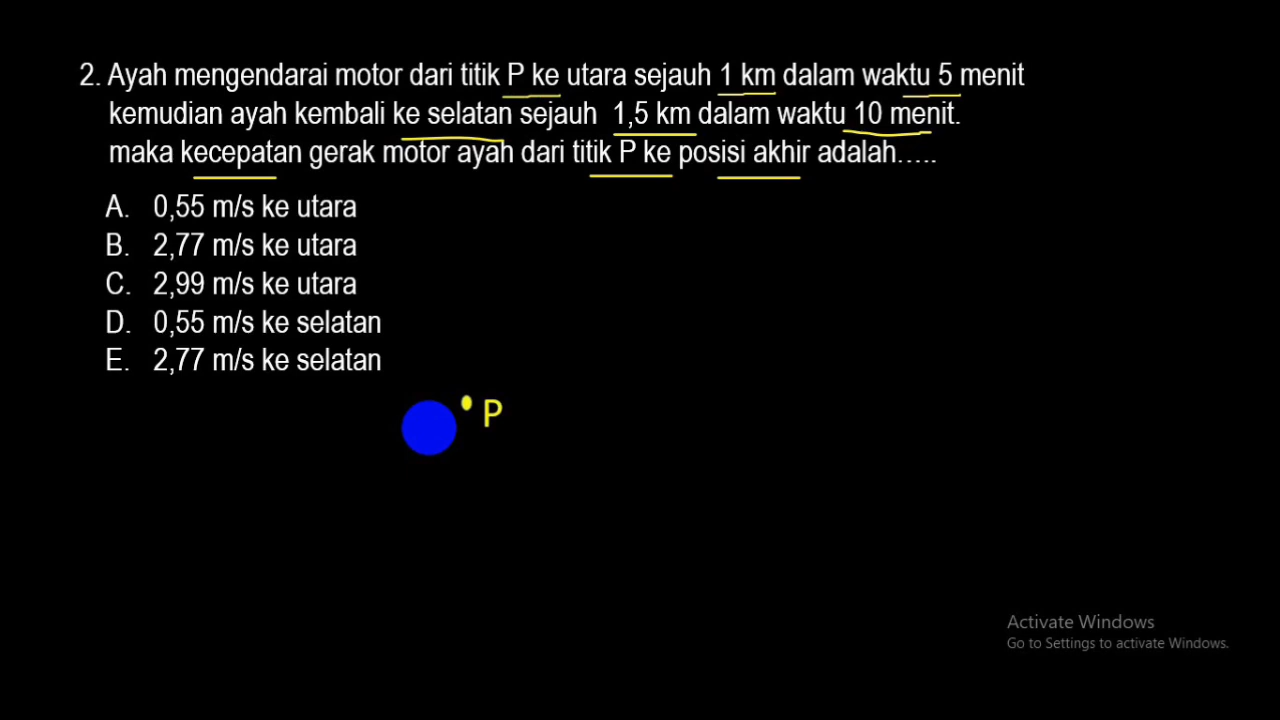 2. Ayah mengendarai motor dari titik P ke utara sejauh 1 km dalam waktu 5 menit
kemudian ayah kembali ke selatan sejauh 1,5 km dalam waktu 10 menit.
maka kecepatan gerak motor ayah dari titik P ke posisi akhir adalah…..
A. 0,55 m/s ke utara
B. 2,77 m/s ke utara
C. 2,99 m/s ke utara
D. 0,55 m/s ke selatan
E. 2,77 m/s ke selatan
P
Activate Windows
Go to Settings to activate Windows.